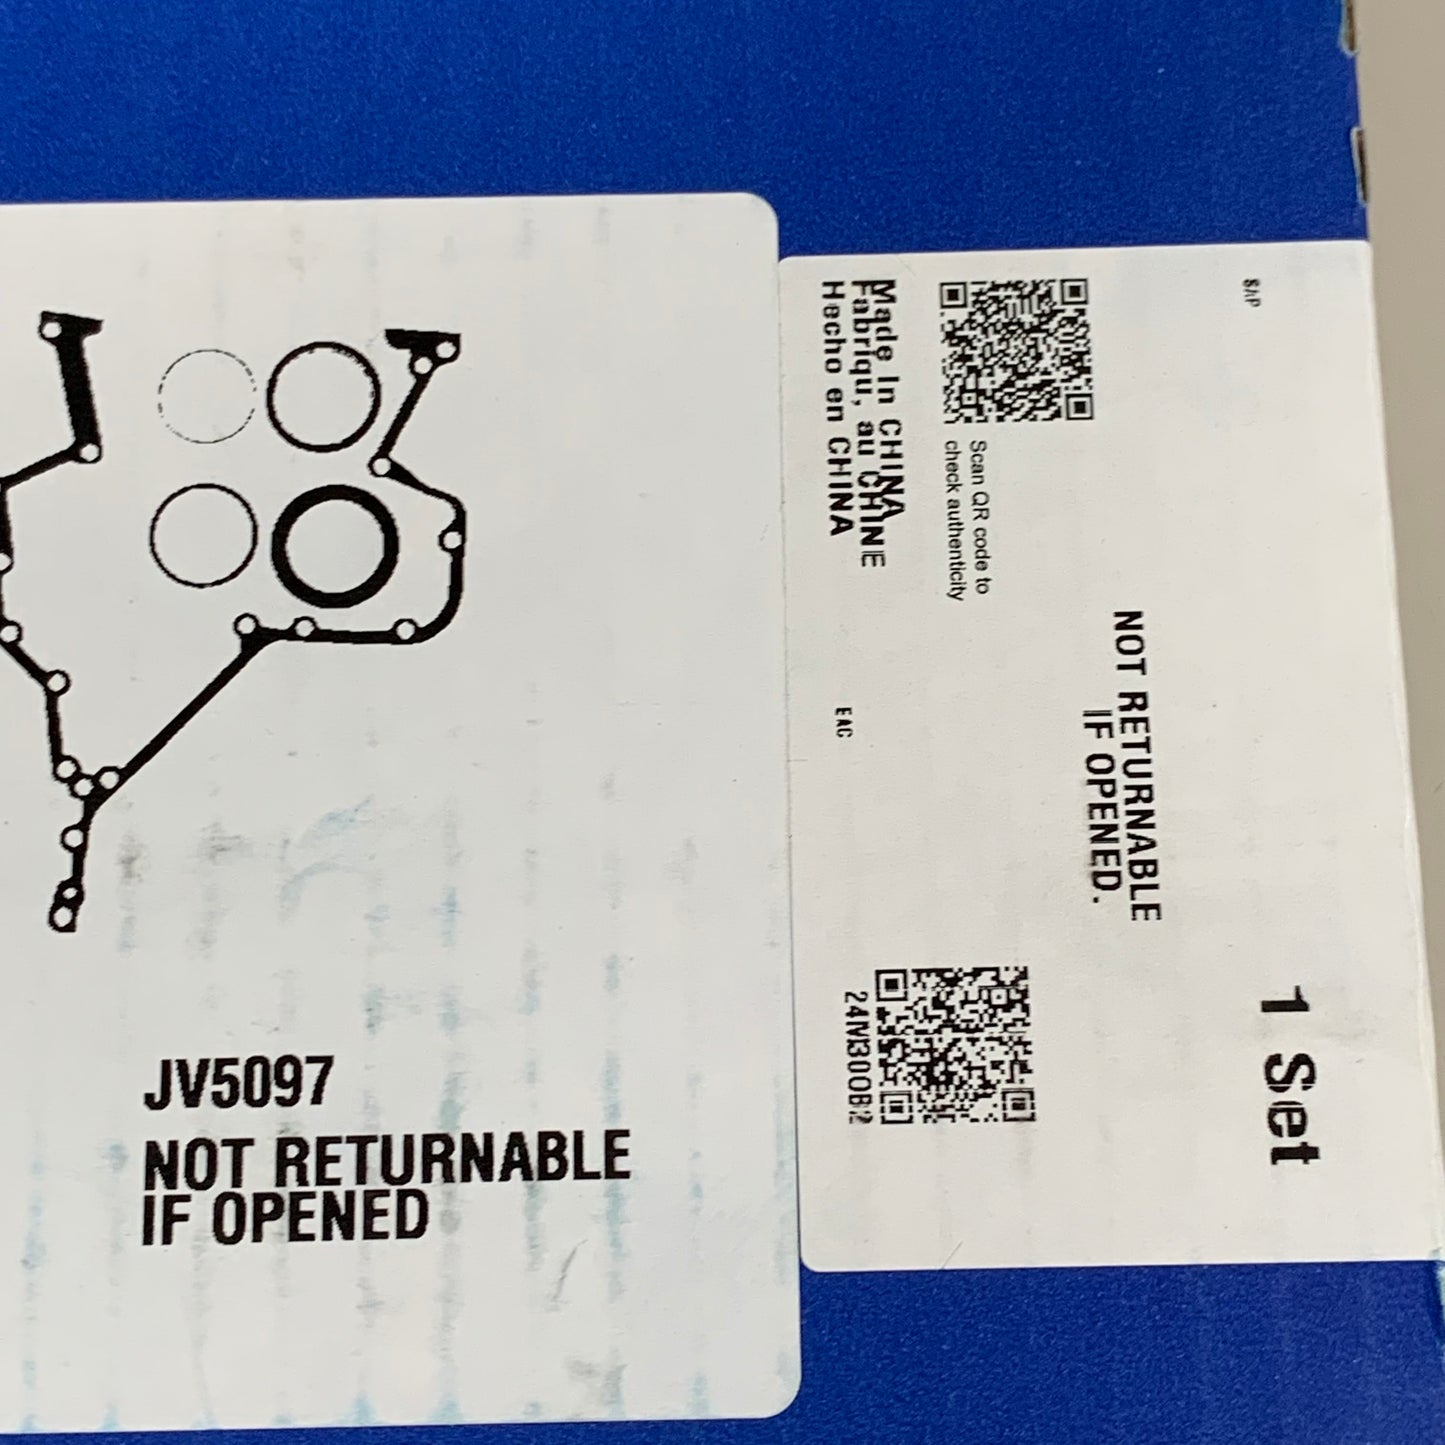 JV5097
NOT RETURNABLE
IF OPENED
Made In CHINA
Fabriqu, au CHINE
Hecho en CHINA
Scan QR code to
check authenticity
EAC
SAP
NOT RETURNABLE
IF OPENED.
1 Set